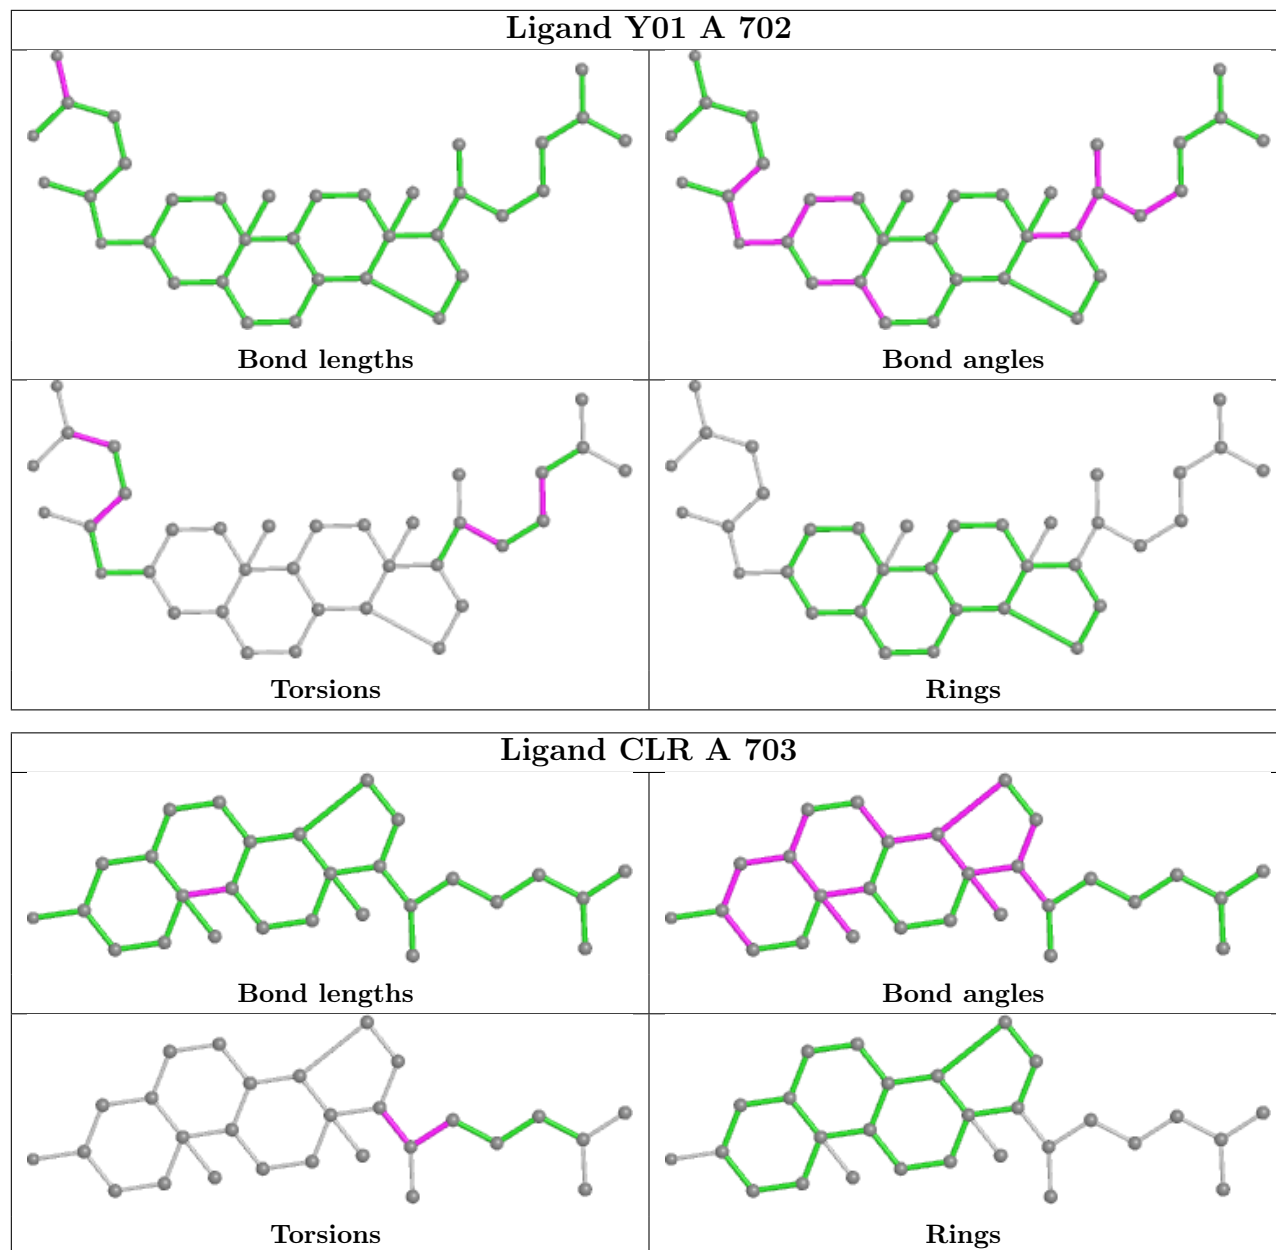 Ligand Y01 A 702
Bond lengths
Bond angles
Torsions
Rings
Ligand CLR A 703
Bond lengths
Bond angles
Torsions
Rings